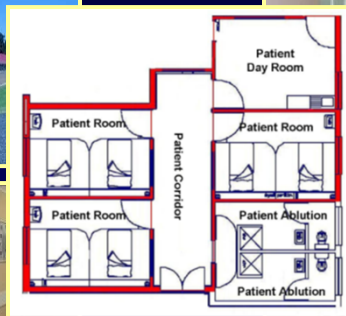 Patient
Day Room
Patient Room
Patient Room
Patient Corridor
Patient Room
Patient Ablution
Patient Ablution